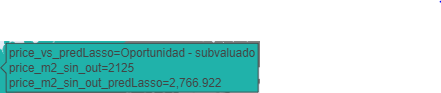 price_vs_predLasso=Oportunidad - subvaluado
price_m2_sin_out=2125
price_m2_sin_out_predLasso=2,766.922